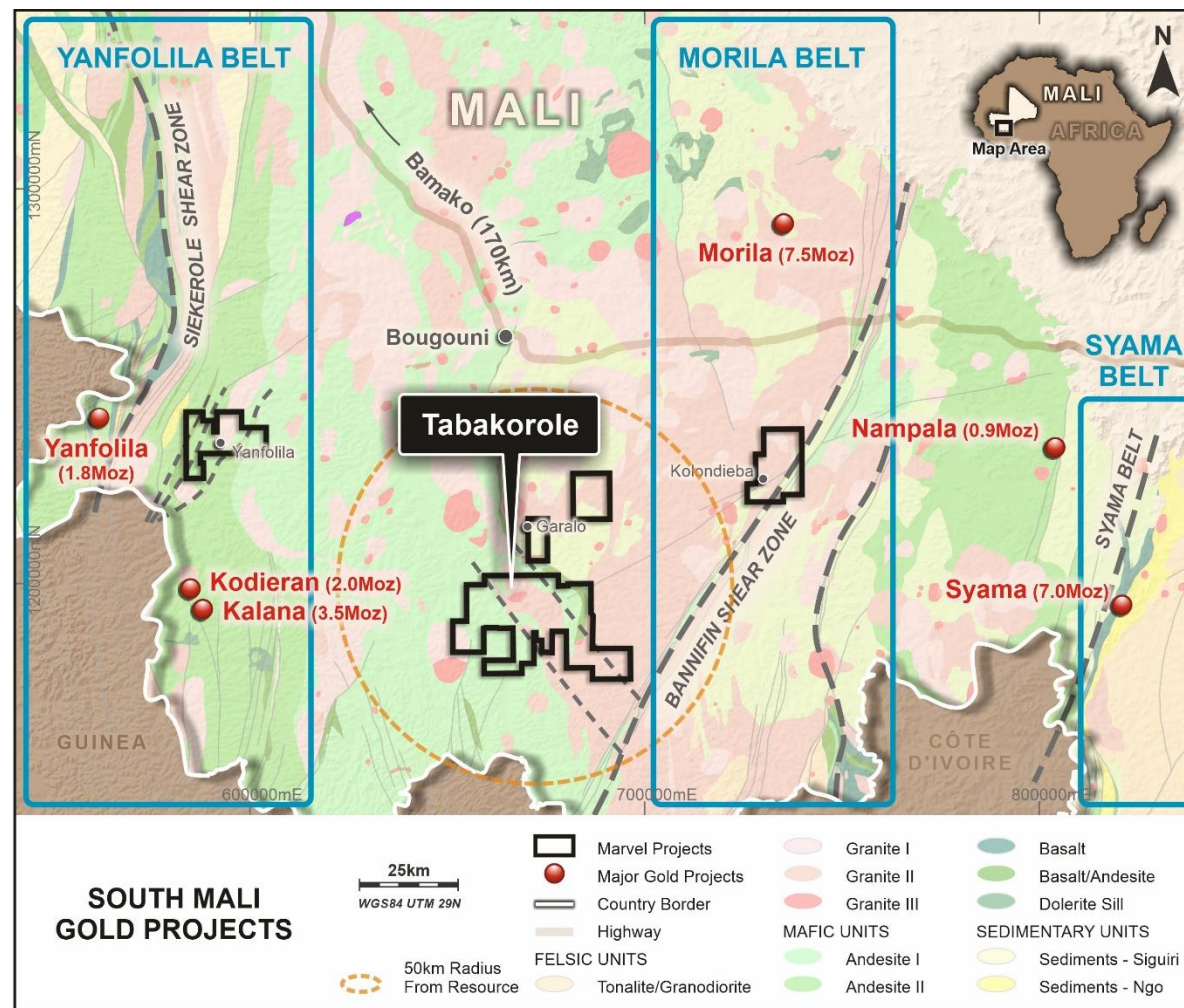 YANFOLILA BELT
MORILA BELT
N
MALI
MALI
AFRICA
Map Area
1300000mN
SIEKEROLE SHEAR ZONE
Bamako (170km)
Morila (7.5Moz)
Bougouni
SYAMA
BELT
Tabakorole
Yanfolila
(1.8Moz)
Yanfolila
Nampala (0.9Moz)
Kolondieba
SYAMA BELT
Garalo
1200000mN
Kodieran (2.0Moz)
Kalana (3.5Moz)
BANNIFIN SHEAR ZONE
Syama (7.0Moz)
GUINEA
CÔTE
D'IVOIRE
600000mE
700000mE
800000mE
SOUTH MALI
GOLD PROJECTS
25km
WGS84 UTM 29N
50km Radius
From Resource
Marvel Projects
Major Gold Projects
Country Border
Highway
FELSIC UNITS
Tonalite/Granodiorite
Granite I
Granite II
Granite III
MAFIC UNITS
Andesite I
Andesite II
Basalt
Basalt/Andesite
Dolerite Sill
SEDIMENTARY UNITS
Sediments - Siguiri
Sediments - Ngo